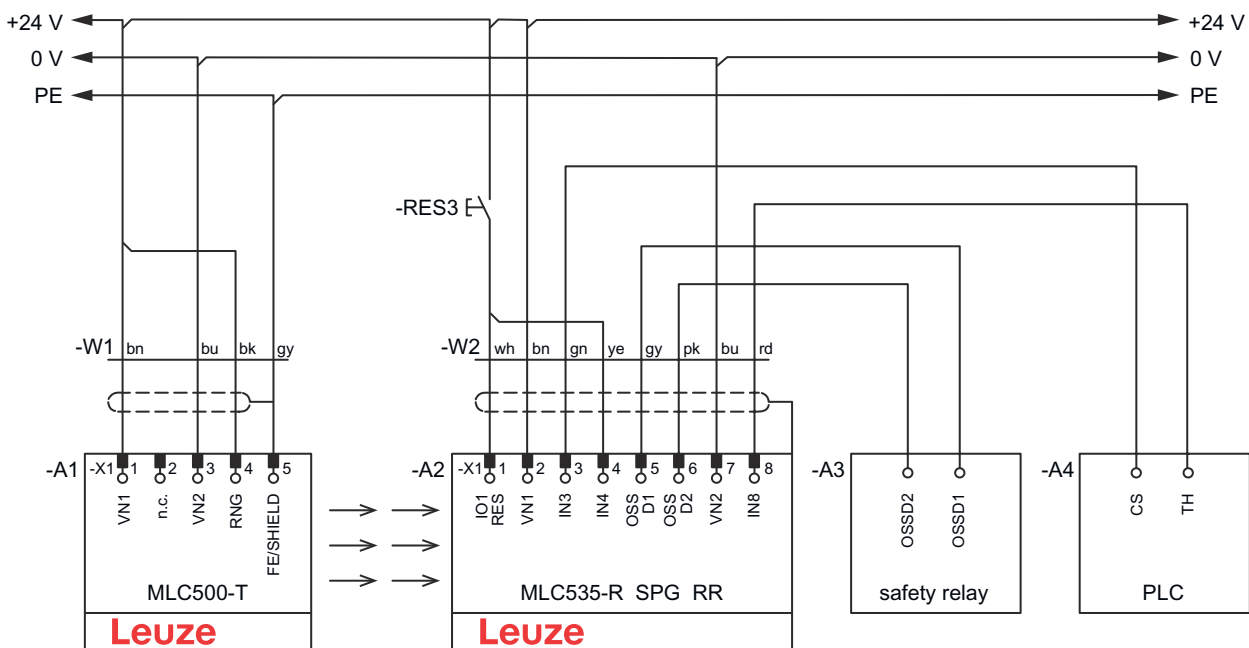 +24 V +24 V
0 V 0 V
PE PE
-RES3
-W1 bn bu bk gy
-W2 wh bn gn ye gy pk bu rd
-A1 -X1 1 2 3 4 5
VN1 n.c. VN2 RNG FE/SHIELD
MLC500-T
Leuze
-A2 -X1 1 2 3 4 5 6 7 8
IO1 RES VN1 IN3 IN4 OSS D1 OSS D2 VN2 IN8
MLC535-R SPG RR
Leuze
-A3
OSSD2 OSSD1
safety relay
-A4
CS TH
PLC